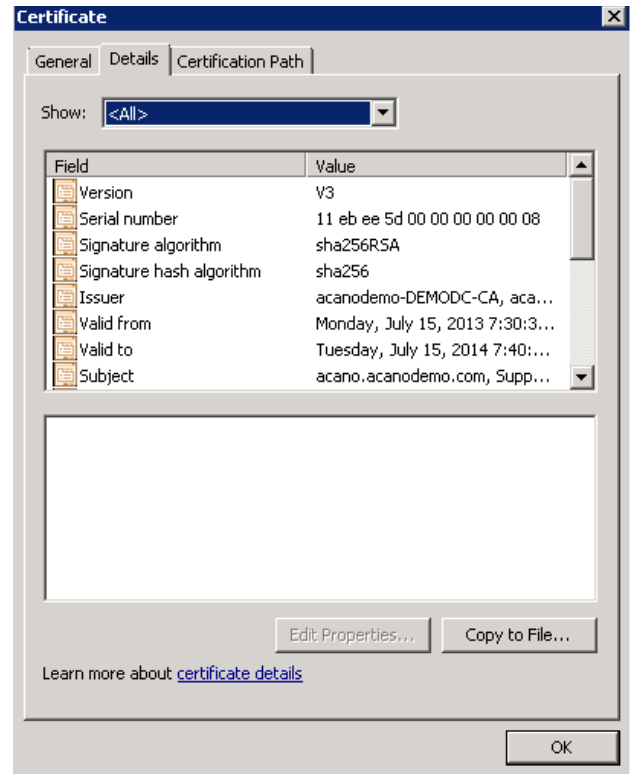 Certificate
General Details Certification Path
Show: <All>
Field Value
Version V3
Serial number 11 eb ee 5d 00 00 00 00 00 08
Signature algorithm sha256RSA
Signature hash algorithm sha256
Issuer acanodemo-DEMODC-CA, aca...
Valid from Monday, July 15, 2013 7:30:3...
Valid to Tuesday, July 15, 2014 7:40:...
Subject acano.acanodemo.com, Supp...
Edit Properties... Copy to File...
Learn more about certificate details
OK